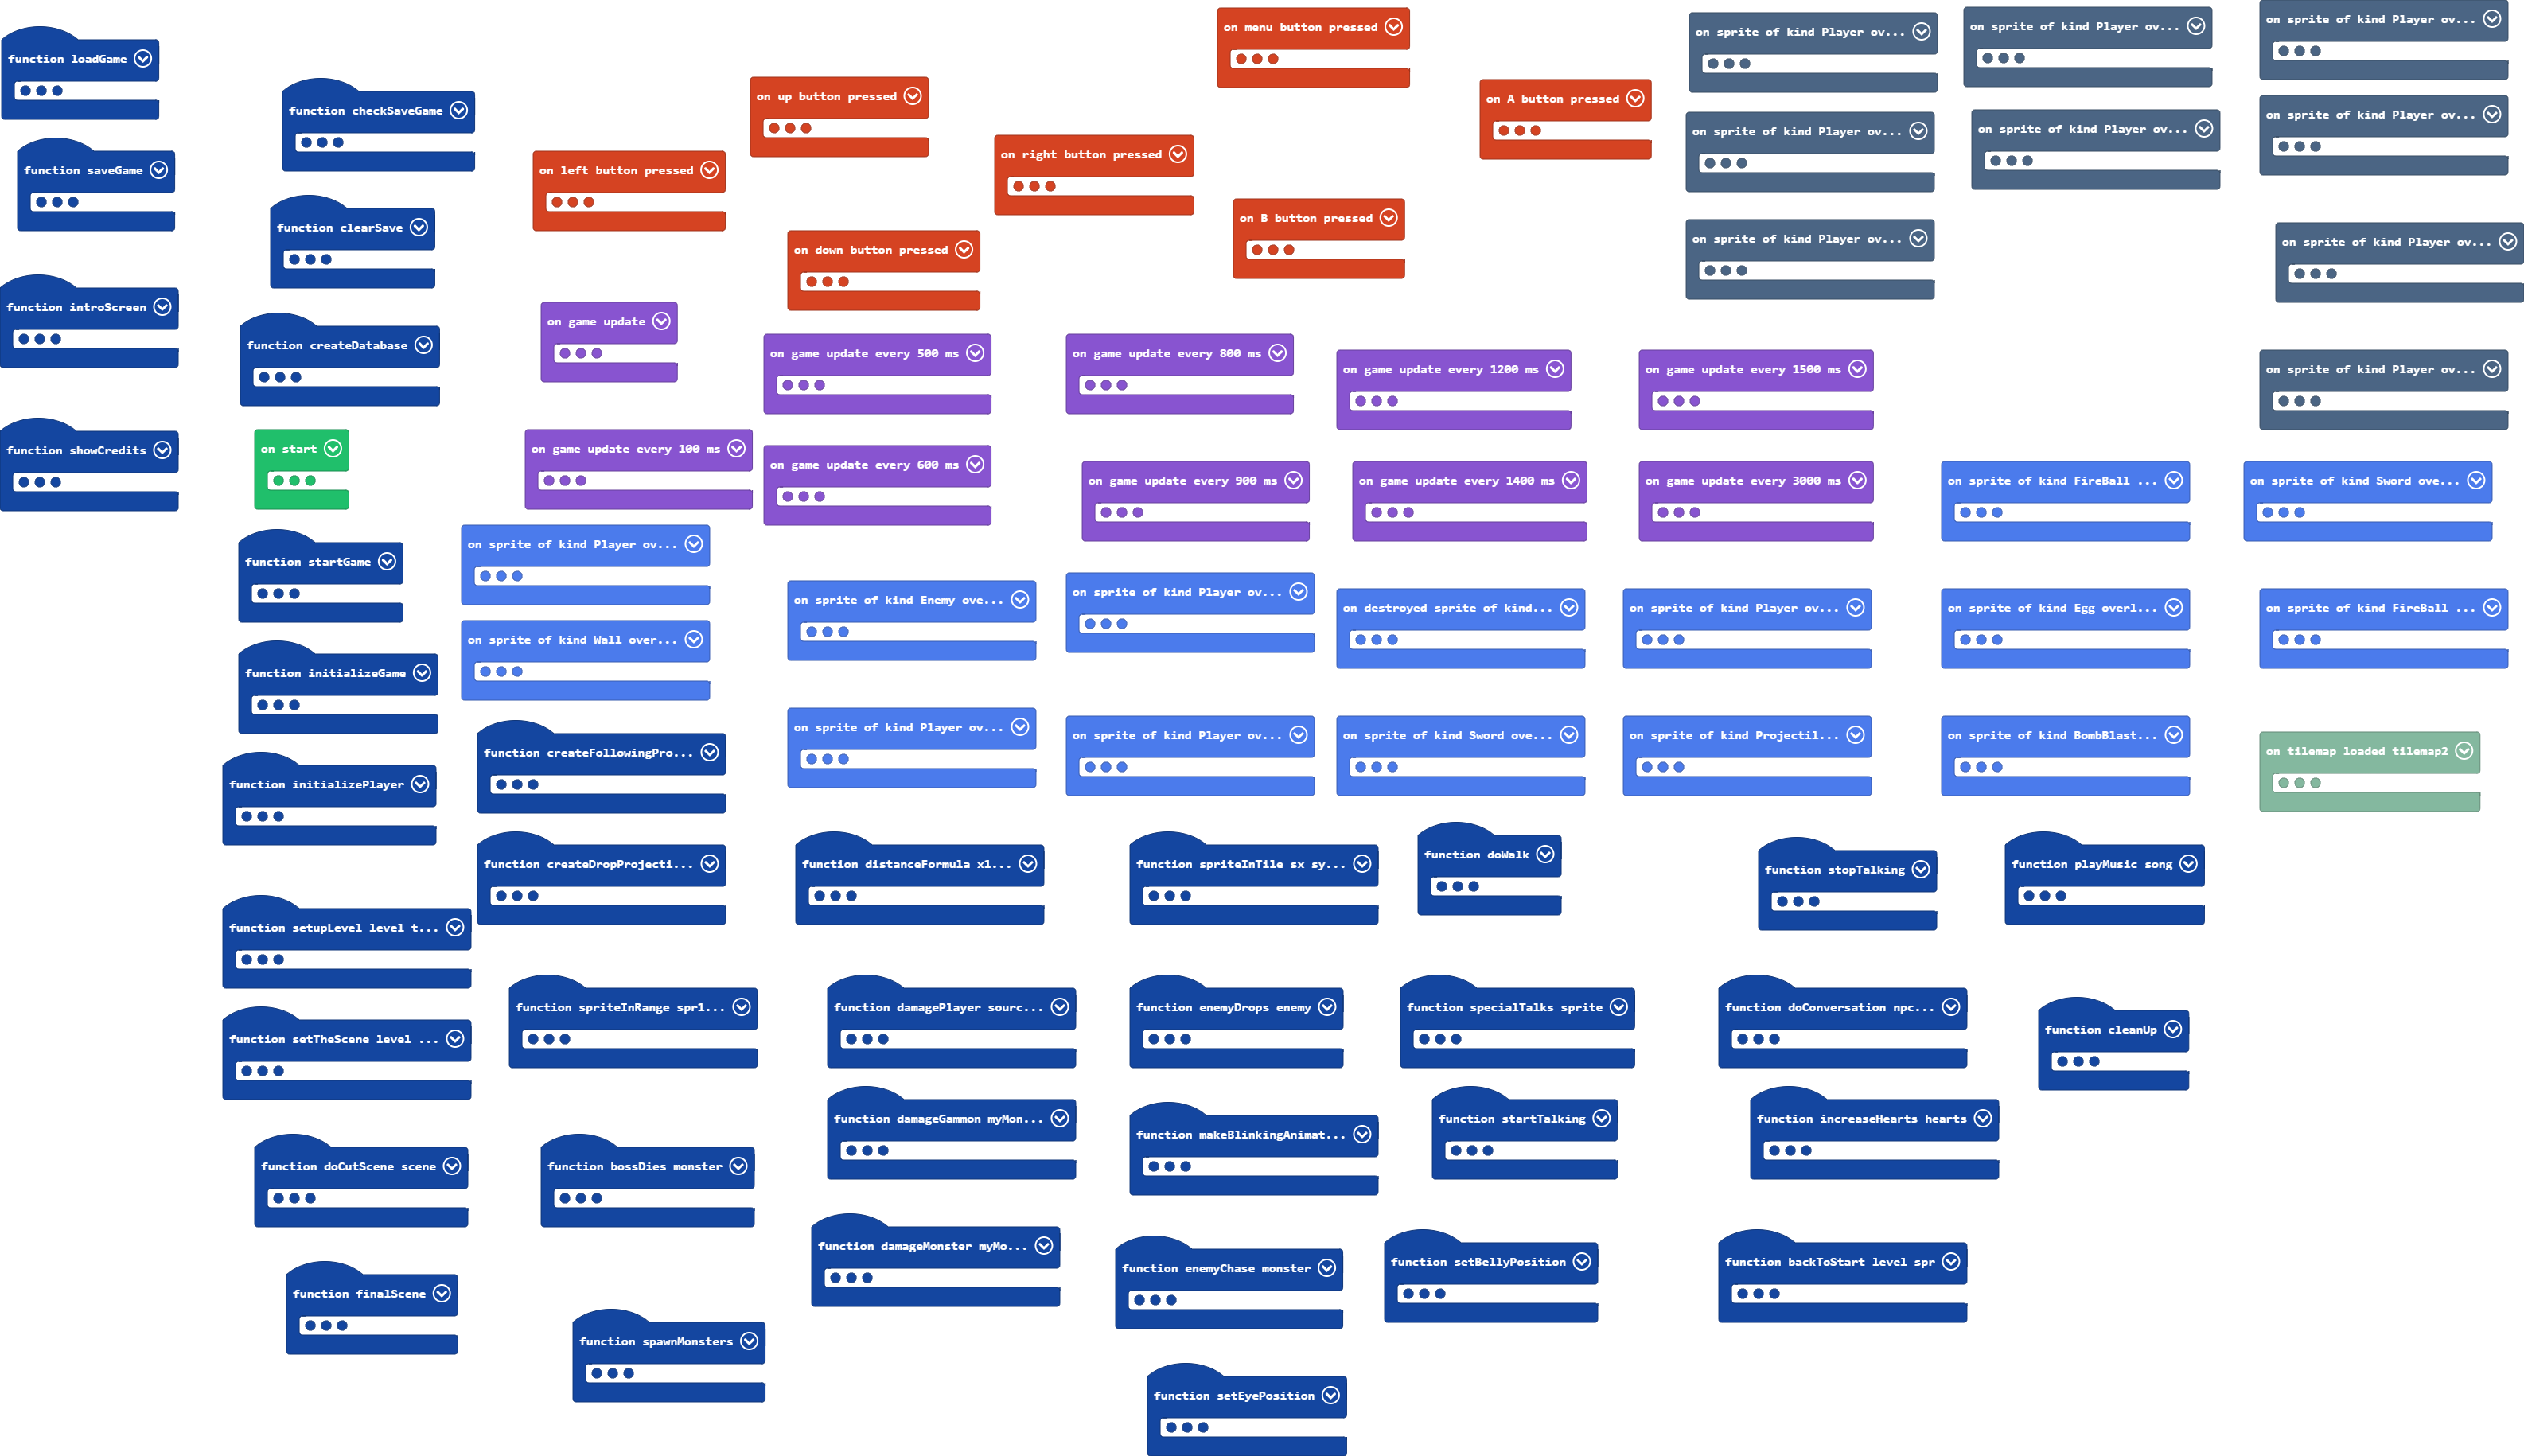 on sprite of kind Player ov...
on menu button pressed
on sprite of kind Player ov...
on sprite of kind Player ov...
function loadGame
on up button pressed
on A button pressed
function checkSaveGame
on sprite of kind Player ov...
on sprite of kind Player ov...
on sprite of kind Player ov...
on right button pressed
function saveGame
on left button pressed
on B button pressed
function clearSave
on sprite of kind Player ov...
on sprite of kind Player ov...
on down button pressed
function introScreen
on game update
function createDatabase
on game update every 500 ms
on game update every 800 ms
on game update every 1200 ms
on game update every 1500 ms
on sprite of kind Player ov...
function showCredits
on start
on game update every 100 ms
on game update every 600 ms
on game update every 900 ms
on game update every 1400 ms
on game update every 3000 ms
on sprite of kind FireBall ...
on sprite of kind Sword ove...
on sprite of kind Player ov...
function startGame
on sprite of kind Enemy ove...
on sprite of kind Player ov...
on destroyed sprite of kind...
on sprite of kind Player ov...
on sprite of kind Egg overl...
on sprite of kind FireBall ...
on sprite of kind Wall over...
function initializeGame
on sprite of kind Player ov...
on sprite of kind Player ov...
on sprite of kind Sword ove...
on sprite of kind Projectil...
on sprite of kind BombBlast...
on tilemap loaded tilemap2
function createFollowingPro...
function initializePlayer
function createDropProjecti...
function distanceFormula x1...
function spriteInTile sx sy...
function doWalk
function stopTalking
function playMusic song
function setupLevel level t...
function spriteInRange spr1...
function damagePlayer sourc...
function enemyDrops enemy
function specialTalks sprite
function doConversation npc...
function cleanUp
function setTheScene level ...
function damageGammon myMon...
function makeBlinkingAnimat...
function startTalking
function increaseHearts hearts
function doCutScene scene
function bossDies monster
function damageMonster myMo...
function enemyChase monster
function setBellyPosition
function backToStart level spr
function finalScene
function spawnMonsters
function setEyePosition